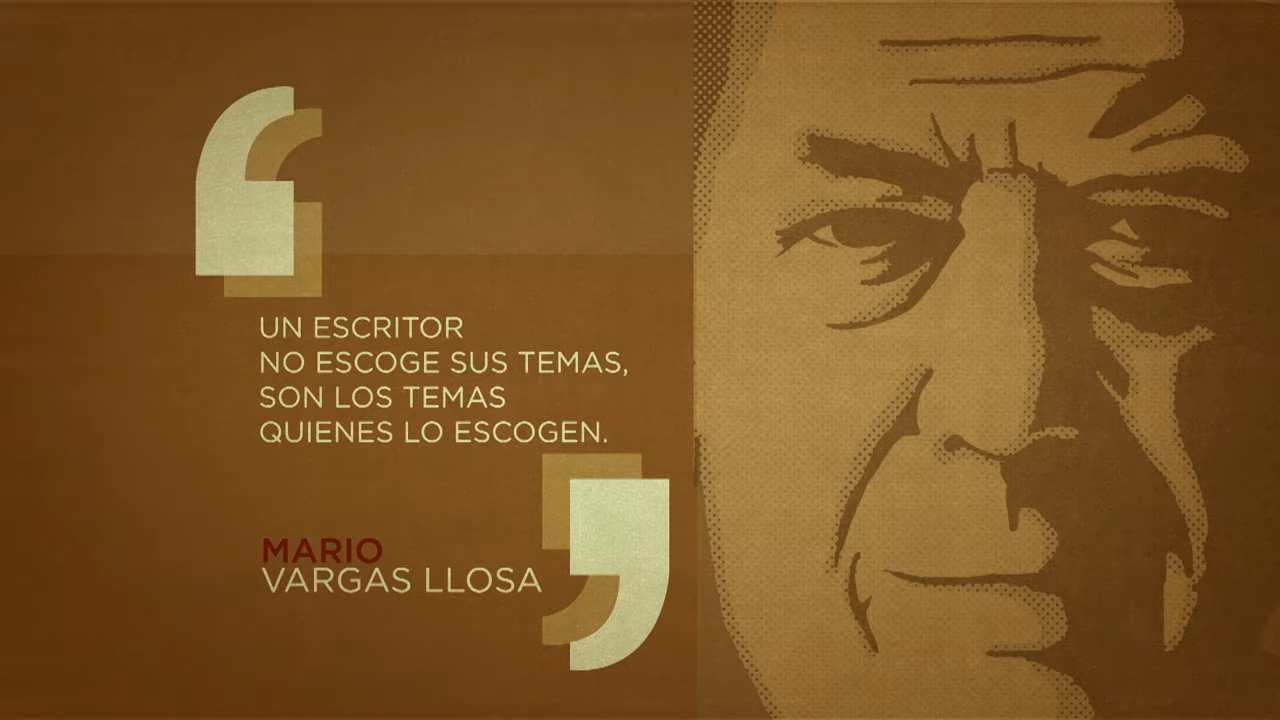 UN ESCRITOR
NO ESCOGE SUS TEMAS,
SON LOS TEMAS
QUIENES LO ESCOGEN.
MARIO
VARGAS LLOSA